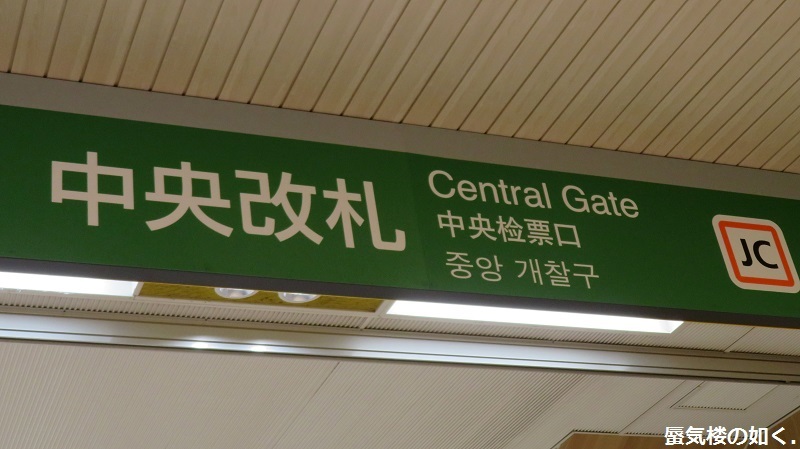 中央改札
Central Gate
中央检票口
중앙 개찰구
JC
蜃気楼の如く.